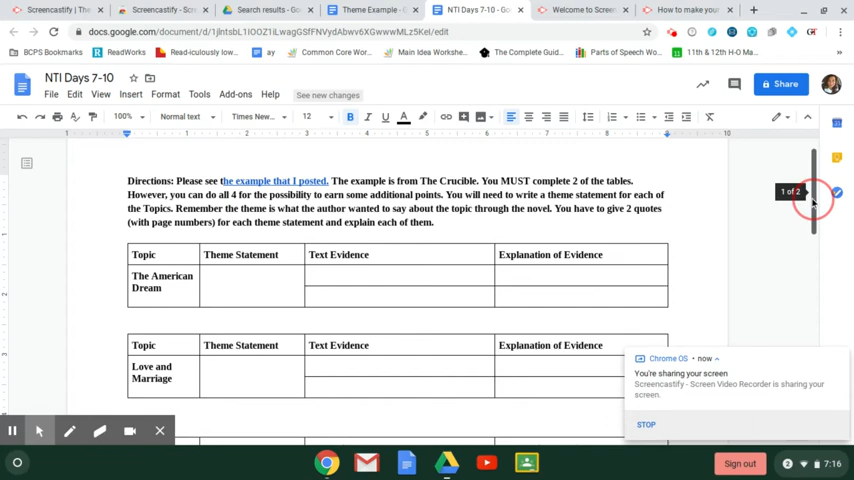 Screencastify | The
Screencastify - Scr
Search results - Go
Theme Example - G
NTI Days 7-10 - Goo
Welcome to Screen
How to make your
docs.google.com/document/d/
BCPS Bookmarks
ReadWorks
Read-iculously low...
ay
Common Core Wor...
Main Idea Workshe...
The Complete Guid...
Parts of Speech Wo...
11th & 12th H-O Ma...
NTI Days 7-10
Share
File Edit View Insert Format Tools Add-ons Help
See new changes
100% Normal text Times New... 12
Directions: Please see the example that I posted. The example is from The Crucible. You MUST complete 2 of the tables.
However, you can do all 4 for the possibility to earn some additional points. You will need to write a theme statement for each of
the Topics. Remember the theme is what the author wanted to say about the topic through the novel. You have to give 2 quotes
(with page numbers) for each theme statement and explain each of them.
1 of 2
Topic Theme Statement Text Evidence Explanation of Evidence
The American
Dream
Topic Theme Statement Text Evidence Explanation of Evidence
Love and
Marriage
Chrome OS • now
You're sharing your screen
Screencastify - Screen Video Recorder is sharing your
screen.
STOP
Sign out
2
7:16